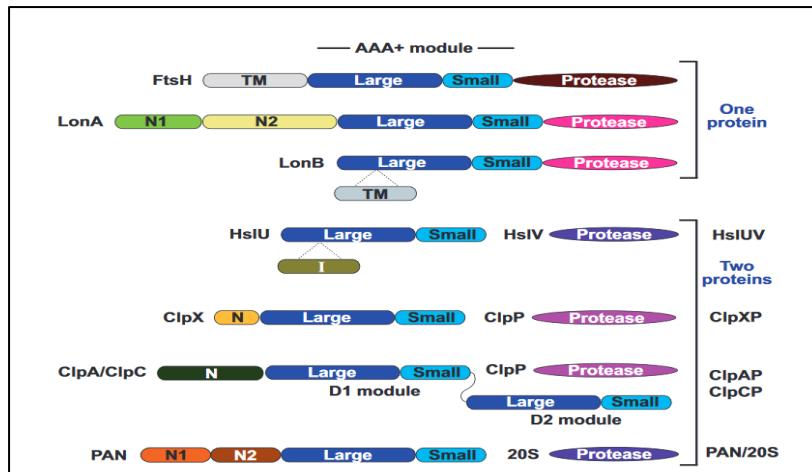 AAA+ module
FtsH TM Large Small Protease
LonA N1 N2 Large Small Protease
One protein
LonB Large Small Protease
TM
HslU Large Small HslV Protease HslUV
I
Two proteins
ClpX N Large Small ClpP Protease ClpXP
ClpA/ClpC N Large Small ClpP Protease ClpAP
ClpCP
D1 module Large Small
D2 module
PAN N1 N2 Large Small 20S Protease PAN/20S